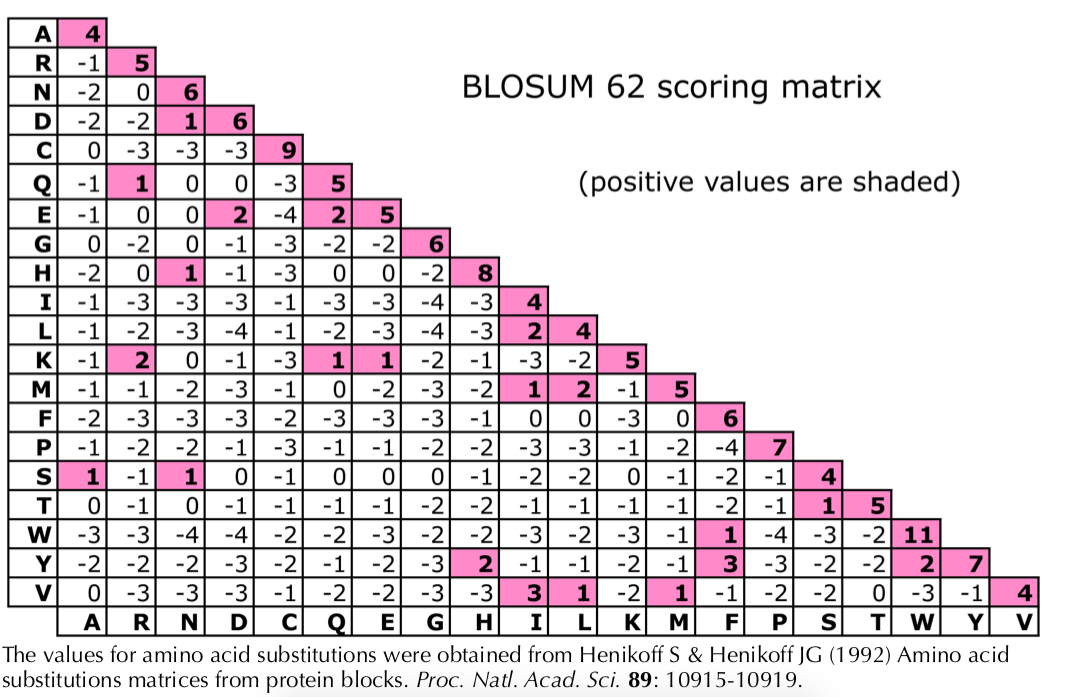 A 4
R -1 5
BLOSUM 62 scoring matrix
N -2 0 6
D -2 -2 1 6
C 0 -3 -3 -3 9
Q -1 1 0 0 -3 5
(positive values are shaded)
E -1 0 0 2 -4 2 5
G 0 -2 0 -1 -3 -2 -2 6
H -2 0 1 -1 -3 0 0 -2 8
I -1 -3 -3 -3 -1 -3 -3 -4 -3 4
L -1 -2 -3 -4 -1 -2 -3 -4 -3 2 4
K -1 2 0 -1 -3 1 1 -2 -1 -3 -2 5
M -1 -1 -2 -3 -1 0 -2 -3 -2 1 2 -1 5
F -2 -3 -3 -3 -2 -3 -3 -3 -1 0 0 -3 0 6
P -1 -2 -2 -1 -3 -1 -1 -2 -2 -3 -3 -1 -2 -4 7
S 1 -1 1 0 -1 0 0 0 -1 -2 -2 0 -1 -2 -1 4
T 0 -1 0 -1 -1 -1 -1 -2 -2 -1 -1 -1 -1 -2 -1 1 5
W -3 -3 -4 -4 -2 -2 -3 -2 -2 -3 -2 -3 -1 1 -4 -3 -2 11
Y -2 -2 -2 -3 -2 -1 -2 -3 2 -1 -1 -2 -1 3 -3 -2 -2 2 7
V 0 -3 -3 -3 -1 -2 -2 -3 -3 3 1 -2 1 -1 -2 -2 0 -3 -1 4
A R N D C Q E G H I L K M F P S T W Y V
The values for amino acid substitutions were obtained from Henikoff S & Henikoff JG (1992) Amino acid
substitutions matrices from protein blocks. Proc. Natl. Acad. Sci. 89: 10915-10919.